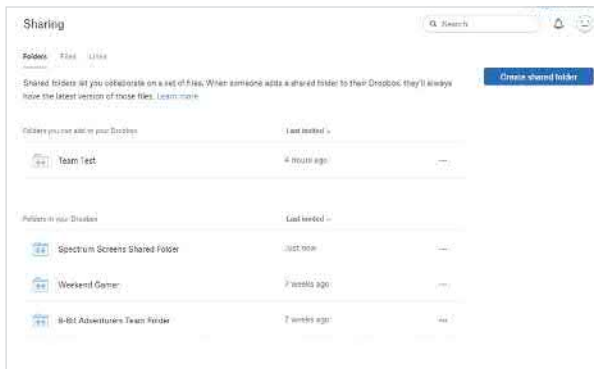 Sharing
Search
Folders Files Links
Create shared folder
Shared folders let you collaborate on a set of files. When someone adds a shared folder to their Dropbox, they'll always
have the latest version of those files. Learn more
Folders you can add to your Dropbox Last invited
Team Test 4 hours ago
Folders in your Dropbox Last invited
Spectrum Screens Shared Folder Just now
Weekend Gamer 7 weeks ago
8-Bit Adventurers Team Folder 7 weeks ago